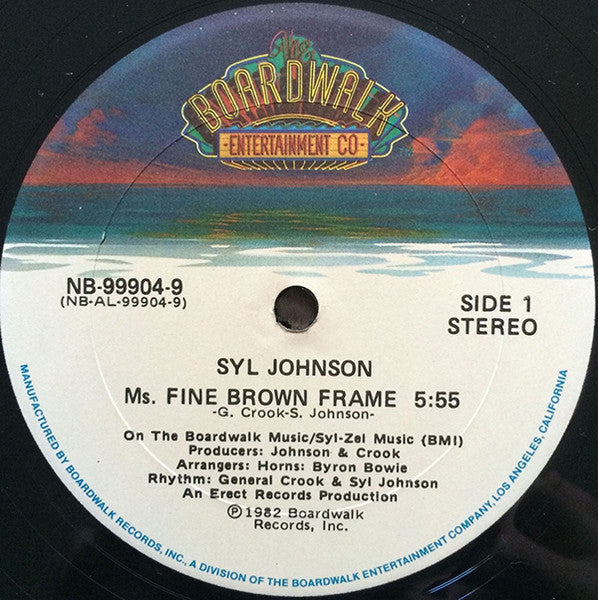 The
BOARDWALK
-ENTERTAINMENT CO-
NB-99904-9
(NB-AL-99904-9)
SIDE 1
STEREO
SYL JOHNSON
Ms. FINE BROWN FRAME 5:55
-G. Crook-S. Johnson-
On The Boardwalk Music/Syl-Zel Music (BMI)
Producers: Johnson & Crook
Arrangers: Horns: Byron Bowie
Rhythm: General Crook & Syl Johnson
An Erect Records Production
℗1982 Boardwalk
Records, Inc.
MANUFACTURED BY BOARDWALK RECORDS, INC., A DIVISION OF THE BOARDWALK ENTERTAINMENT COMPANY, LOS ANGELES, CALIFORNIA